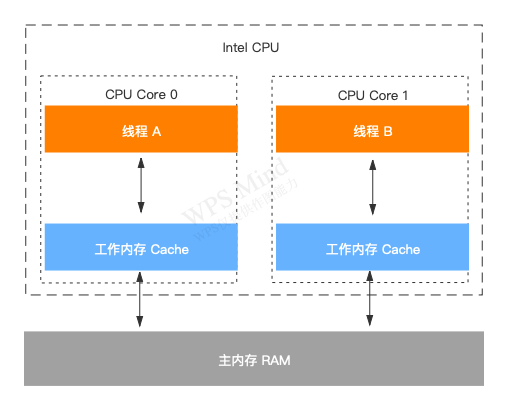 Intel CPU
CPU Core 0
CPU Core 1
线程 A
线程 B
WPS Mind
工作内存 Cache
工作内存 Cache
主内存 RAM